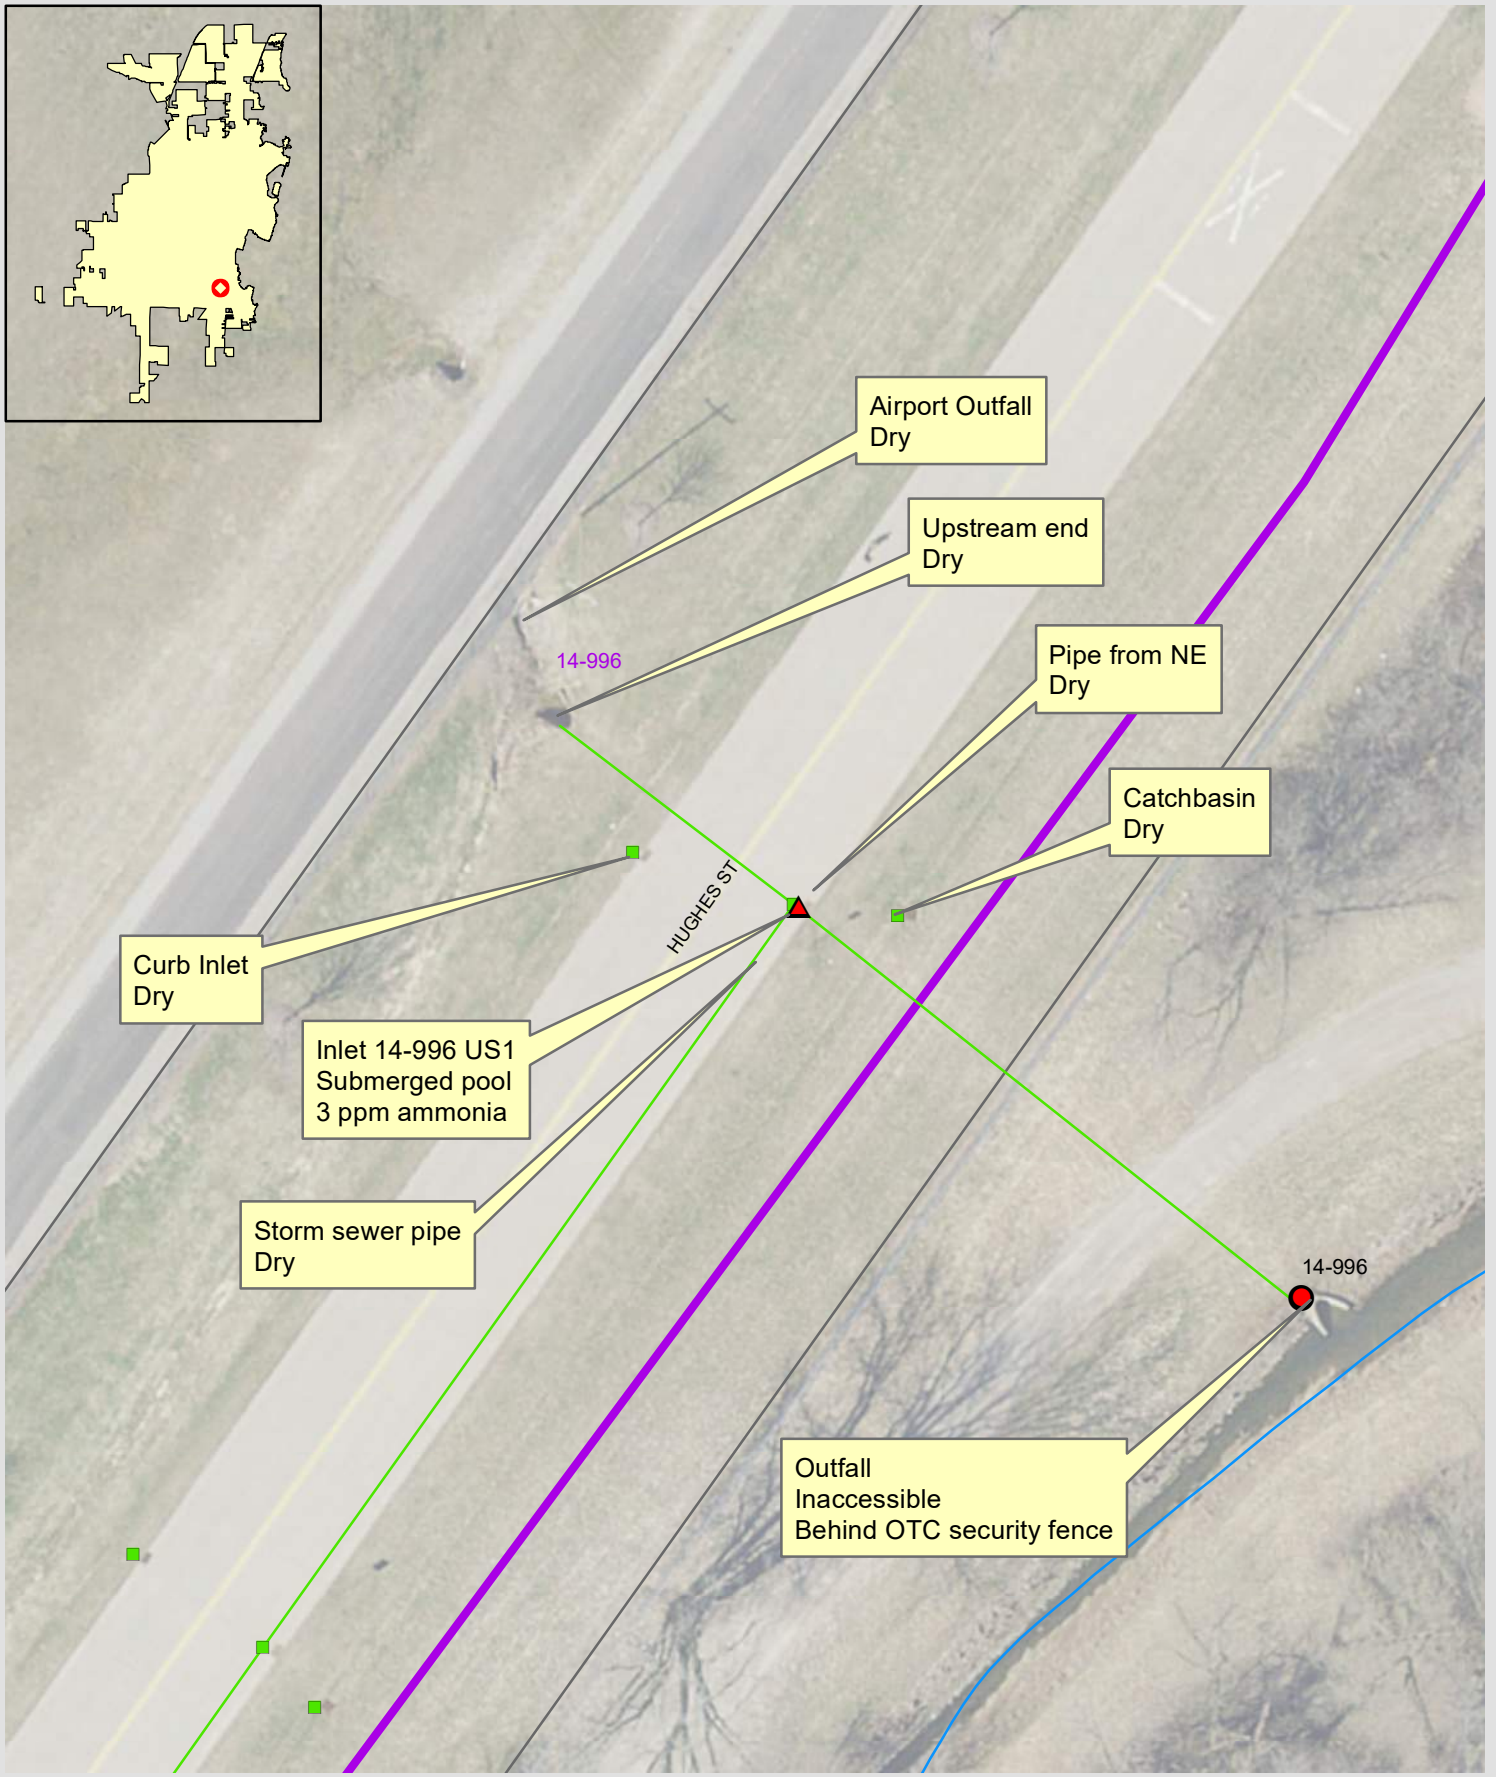 Airport Outfall
Dry
Upstream end
Dry
14-996
Pipe from NE
Dry
Catchbasin
Dry
HUGHES ST
Curb Inlet
Dry
Inlet 14-996 US1
Submerged pool
3 ppm ammonia
Storm sewer pipe
Dry
14-996
Outfall
Inaccessible
Behind OTC security fence